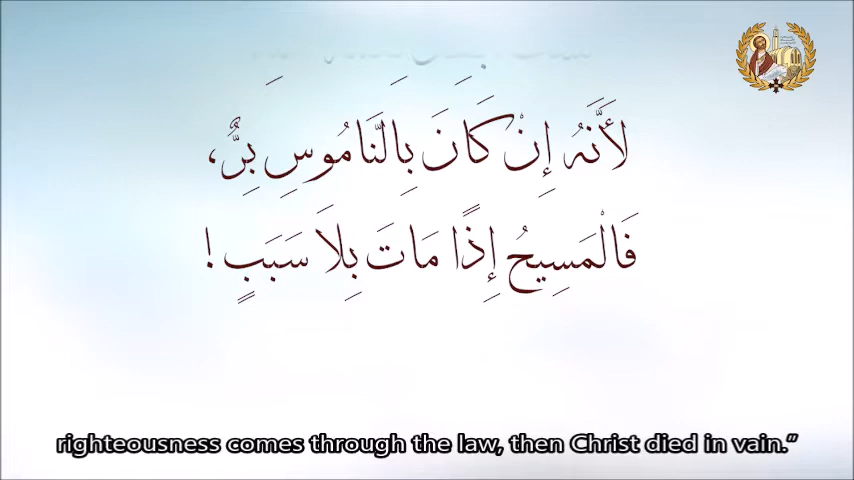 لأَنَّهُ إِنْ كَانَ بِالنَّامُوسِ بِرٌّ،
فَالْمَسِيحُ إِذًا مَاتَ بِلاَ سَبَبٍ!
righteousness comes through the law, then Christ died in vain.”